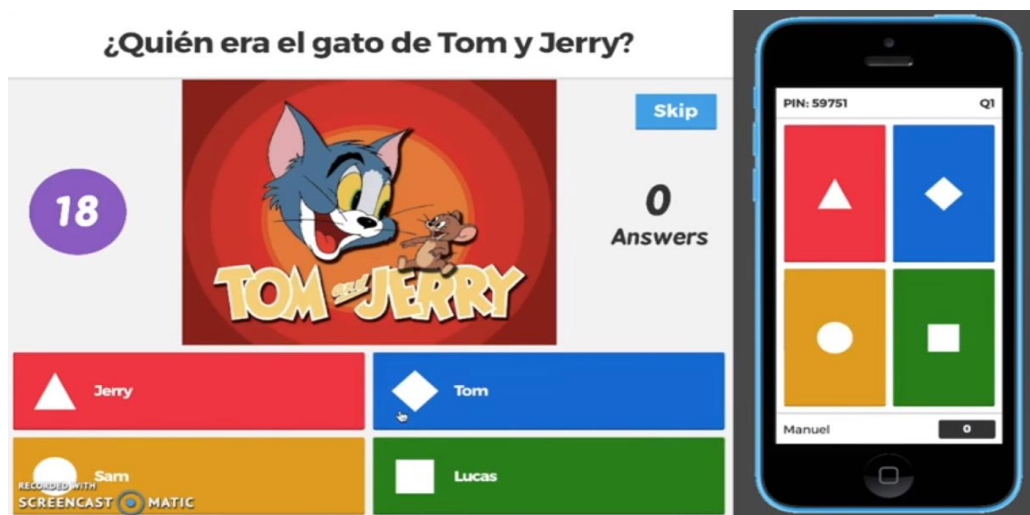 ¿Quién era el gato de Tom y Jerry?
18
TOM and JERRY
Skip
0
Answers
Jerry
Tom
Sam
Lucas
RECORDED WITH
SCREENCAST MATIC
PIN: 59751 Q1
Manuel 0